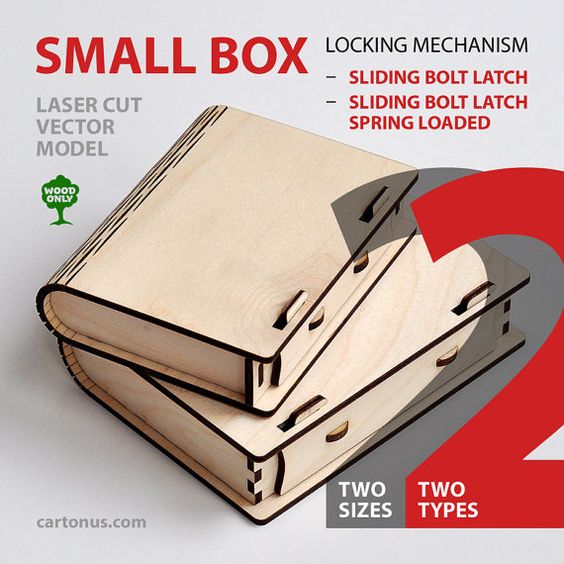 SMALL BOX
LASER CUT
VECTOR
MODEL
WOOD
ONLY
LOCKING MECHANISM
– SLIDING BOLT LATCH
– SLIDING BOLT LATCH
SPRING LOADED
2
TWO
SIZES
TWO
TYPES
cartonus.com